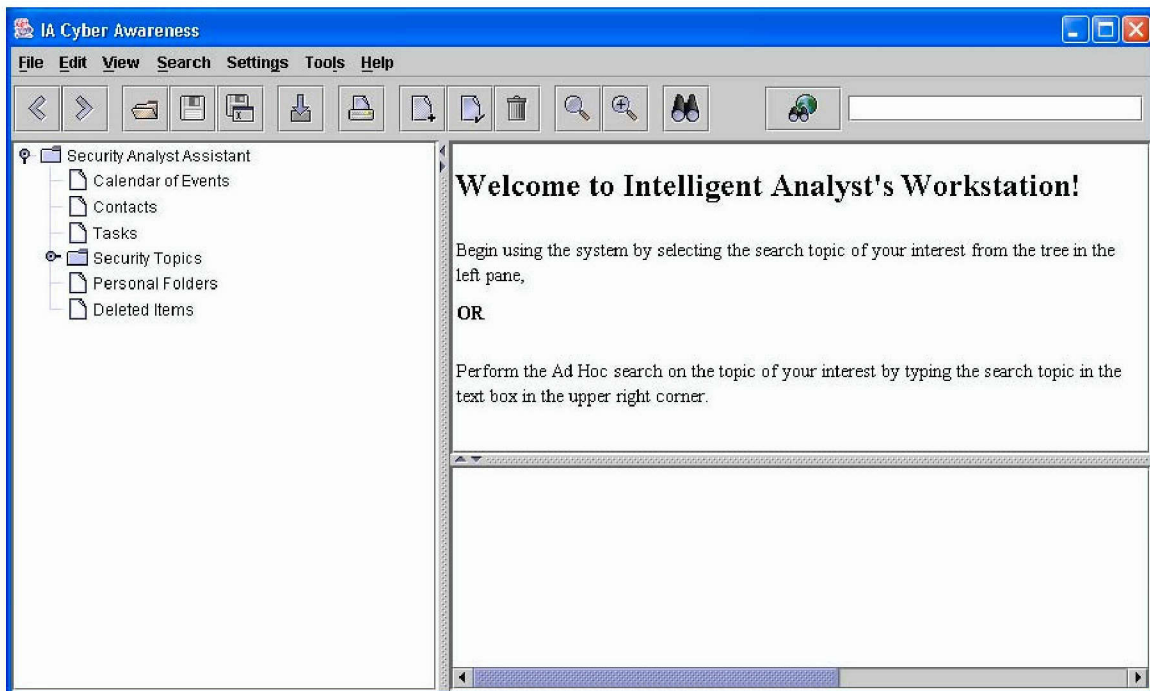 IA Cyber Awareness
File Edit View Search Settings Tools Help
Security Analyst Assistant
Calendar of Events
Contacts
Tasks
Security Topics
Personal Folders
Deleted Items
Welcome to Intelligent Analyst's Workstation!
Begin using the system by selecting the search topic of your interest from the tree in the
left pane,
OR
Perform the Ad Hoc search on the topic of your interest by typing the search topic in the
text box in the upper right corner.